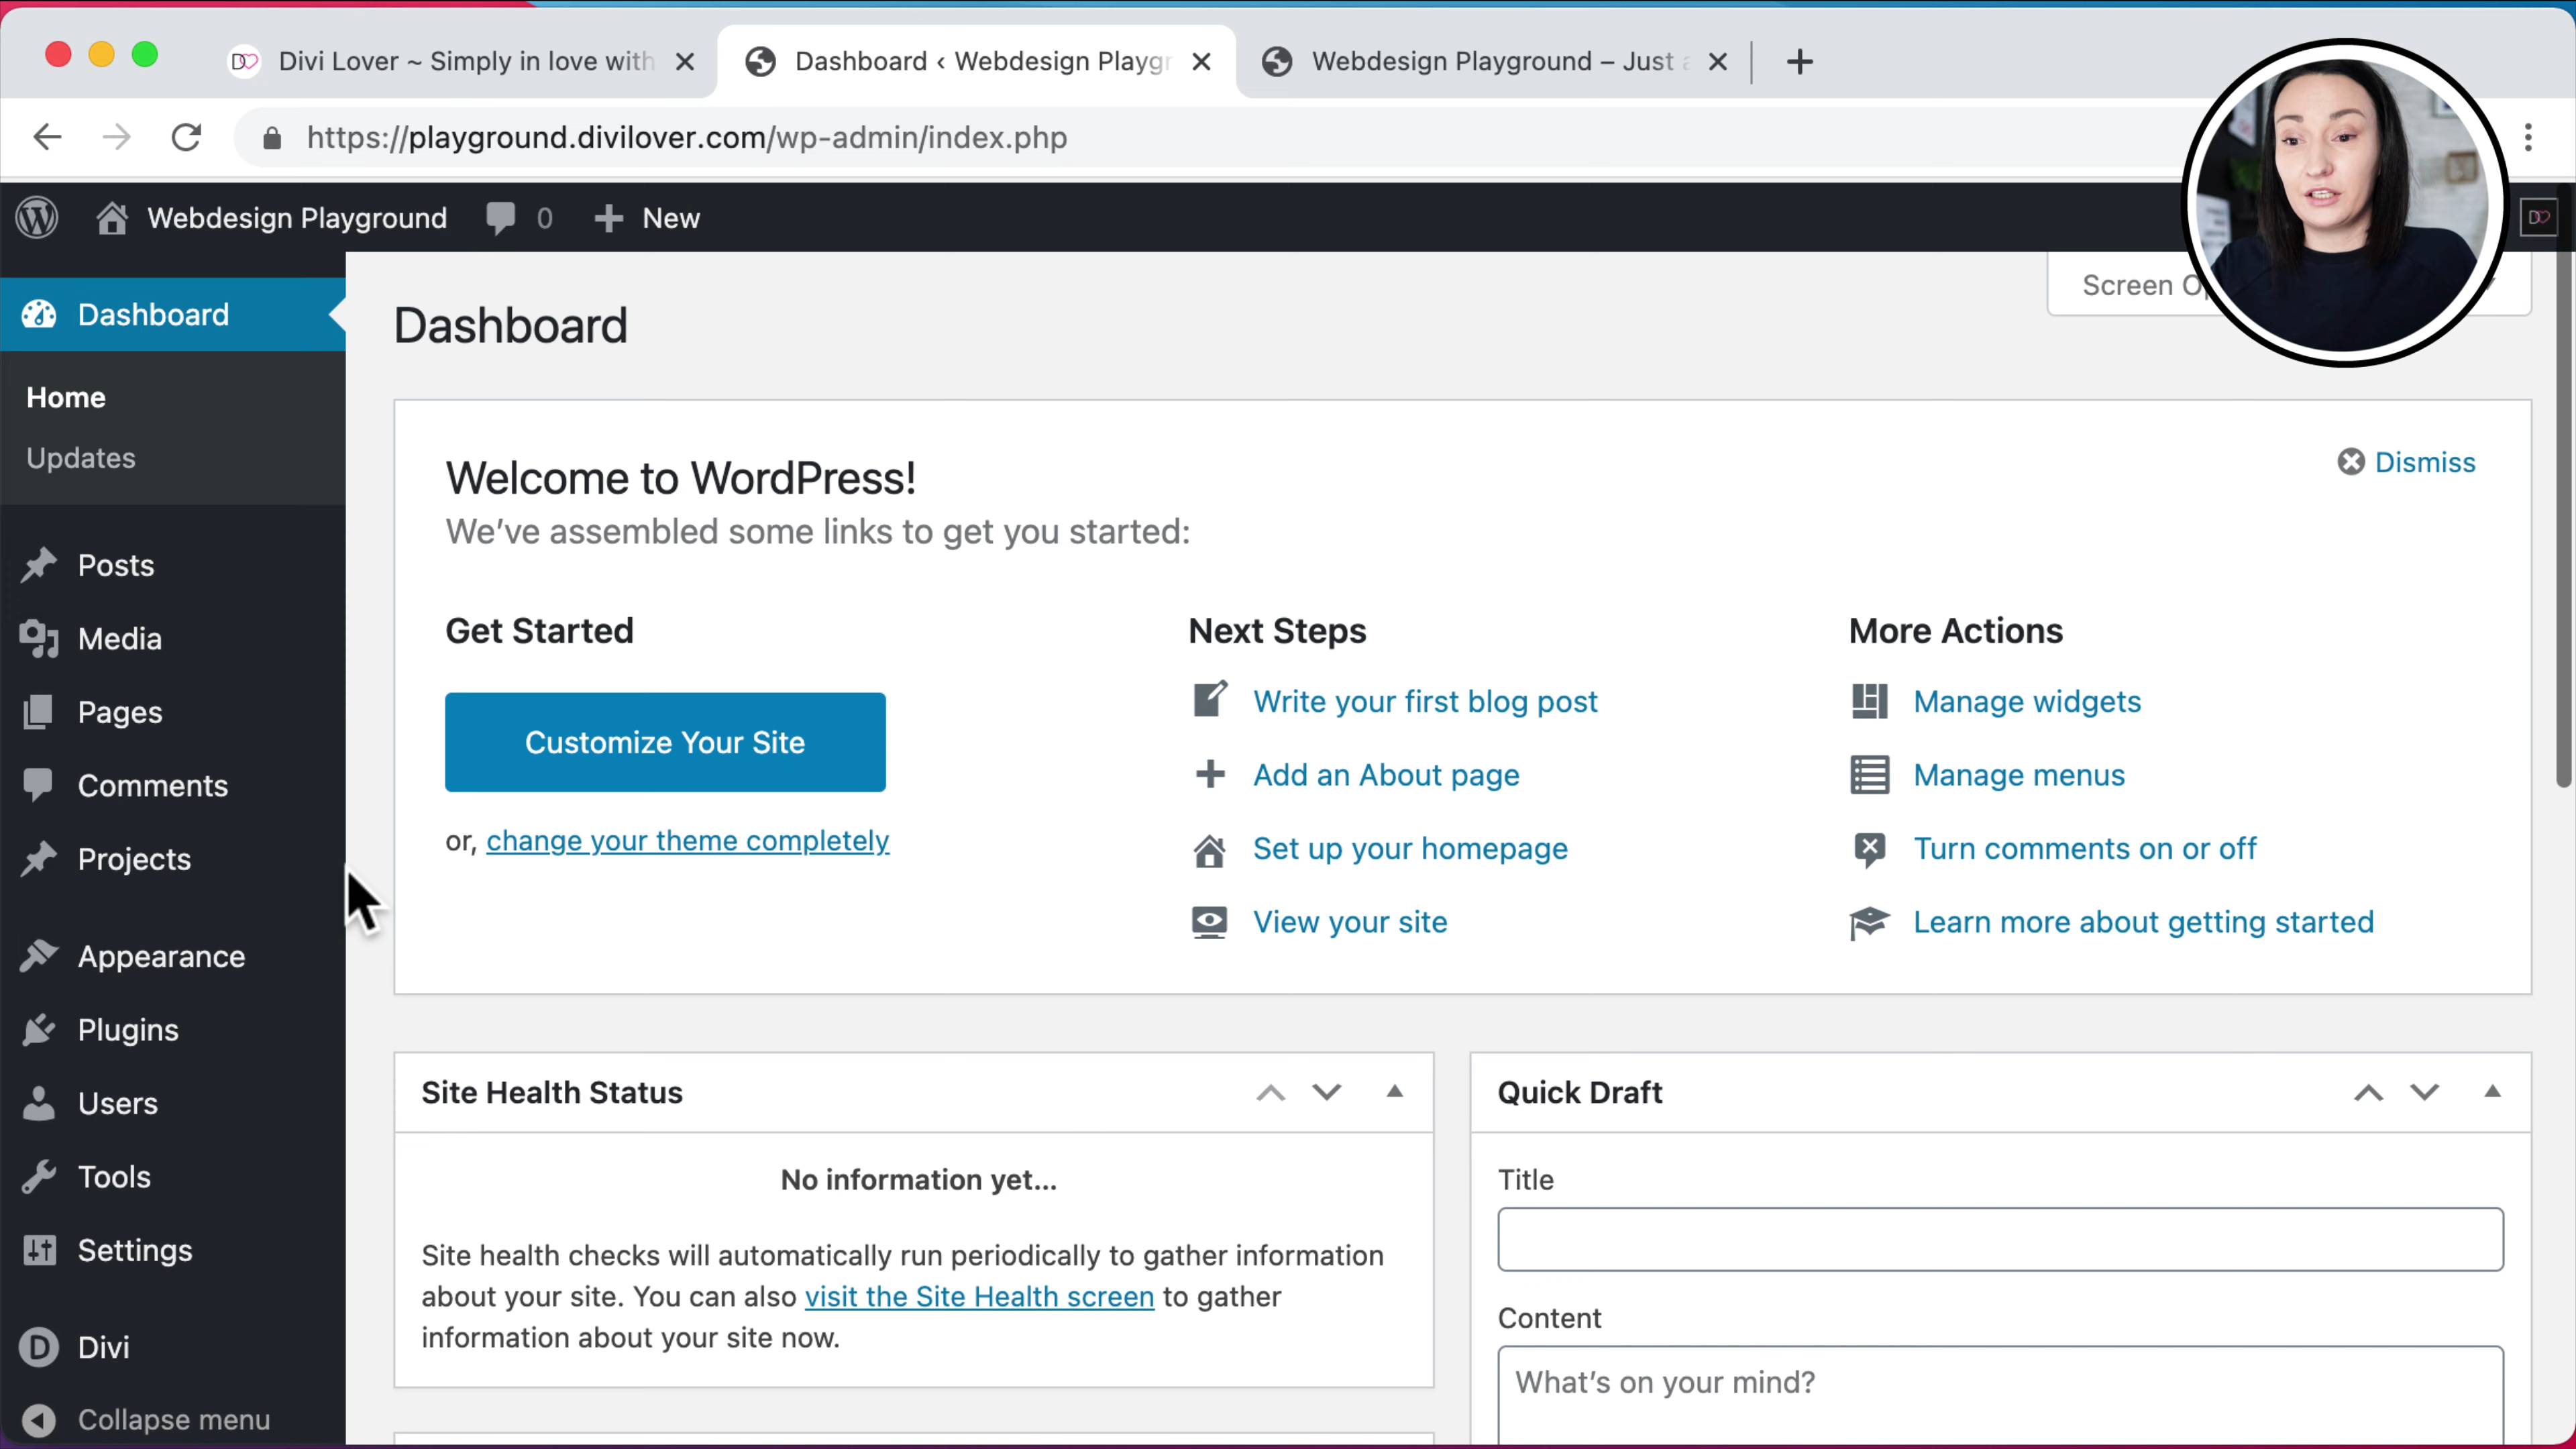 Divi Lover ~ Simply in love with
Dashboard ‹ Webdesign Playgr
Webdesign Playground – Just a
https://playground.divilover.com/wp-admin/index.php
Webdesign Playground
0
New
Dashboard
Home
Updates
Posts
Media
Pages
Comments
Projects
Appearance
Plugins
Users
Tools
Settings
Divi
Collapse menu
Screen
Dashboard
Dismiss
Welcome to WordPress!
We’ve assembled some links to get you started:
Get Started
Customize Your Site
or, change your theme completely
Next Steps
Write your first blog post
Add an About page
Set up your homepage
View your site
More Actions
Manage widgets
Manage menus
Turn comments on or off
Learn more about getting started
Site Health Status
No information yet...
Site health checks will automatically run periodically to gather information
about your site. You can also visit the Site Health screen to gather
information about your site now.
Quick Draft
Title
Content
What’s on your mind?